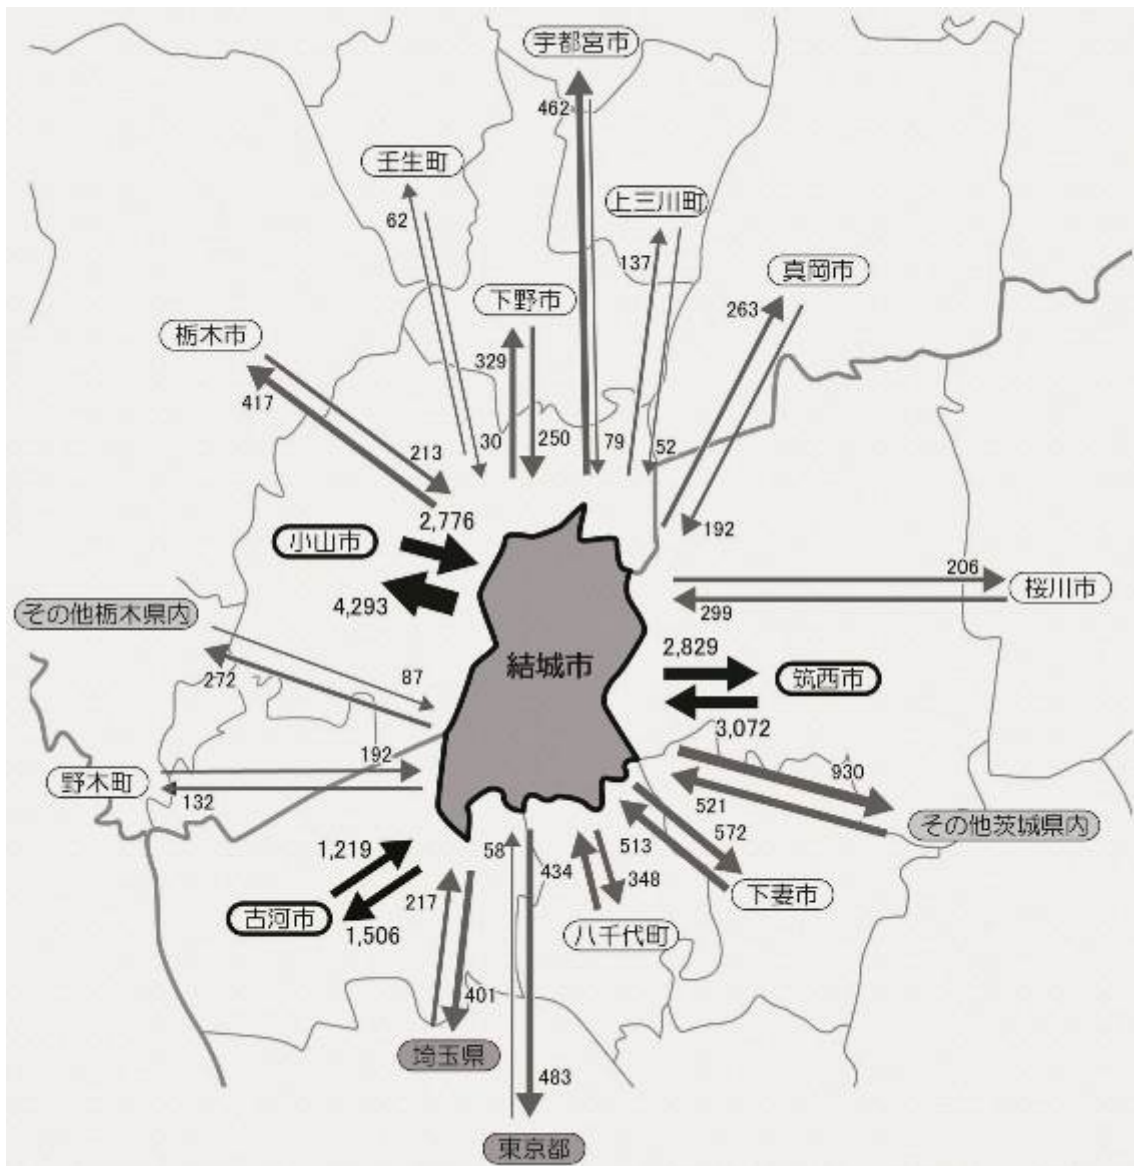 宇都宮市
462
壬生町
62
上三川町
137
真岡市
263
下野市
栃木市
329
417
213
30
250
79
52
2,776
小山市
192
4,293
206
桜川市
299
その他栃木県内
2,829
結城市
筑西市
87
272
3,072
192
野木町
132
930
521
その他茨城県内
572
1,219
58
513
434
348
下妻市
217
古河市
1,506
八千代町
401
埼玉県
483
東京都